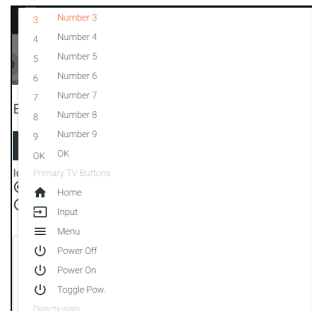 3 Number 3
4 Number 4
5 Number 5
6 Number 6
7 Number 7
8 Number 8
9 Number 9
OK OK
Primary TV Buttons
Home
Input
Menu
Power Off
Power On
Toggle Pow.
Directionals